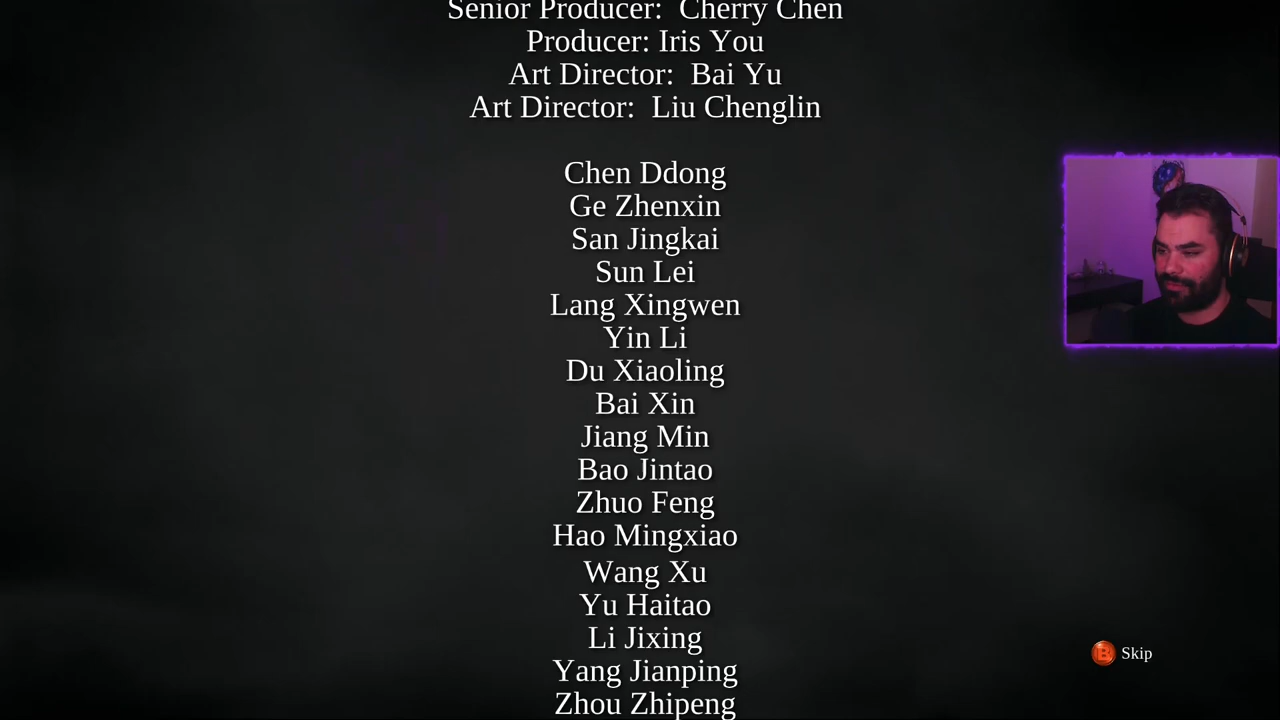 Senior Producer:  Cherry Chen
Producer: Iris You
Art Director:  Bai Yu
Art Director:  Liu Chenglin
Chen Ddong
Ge Zhenxin
San Jingkai
Sun Lei
Lang Xingwen
Yin Li
Du Xiaoling
Bai Xin
Jiang Min
Bao Jintao
Zhuo Feng
Hao Mingxiao
Wang Xu
Yu Haitao
Li Jixing
Yang Jianping
Zhou Zhipeng
B Skip